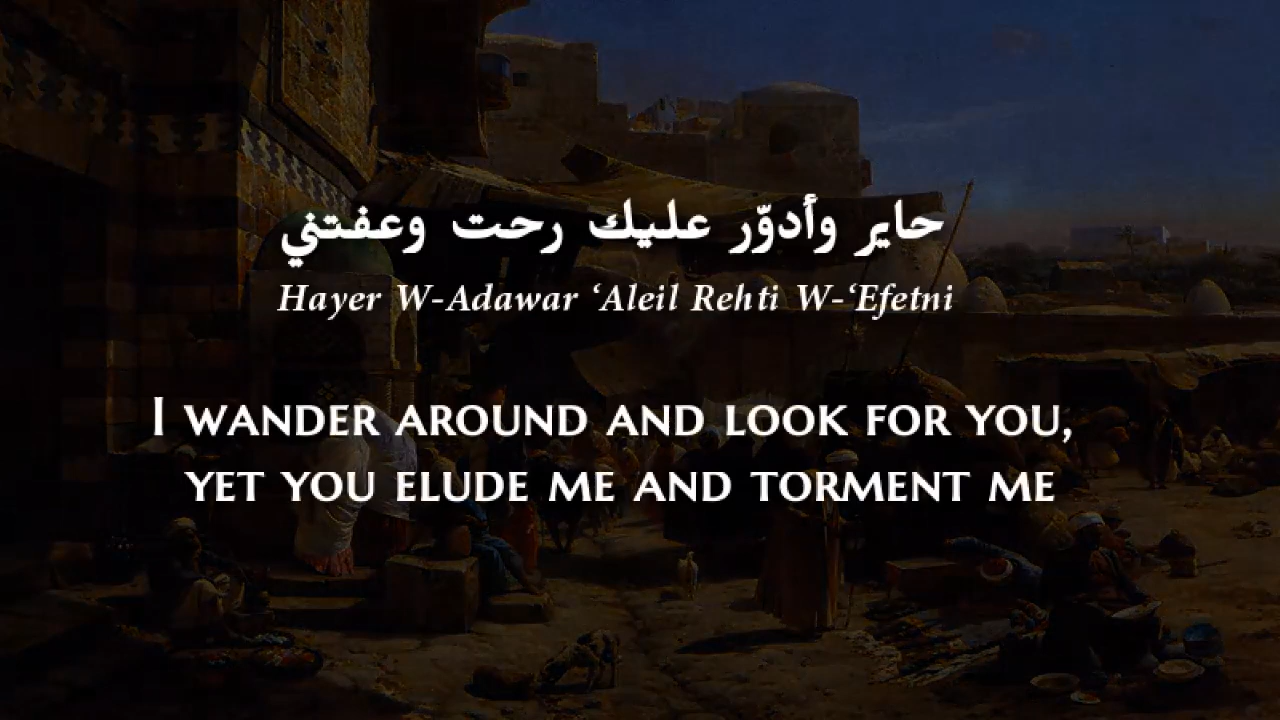 حاير وأدوّر عليك رحت وعفتني
Hayer W-Adawar ‘Aleil Rehti W-‘Efetni
I WANDER AROUND AND LOOK FOR YOU,
YET YOU ELUDE ME AND TORMENT ME